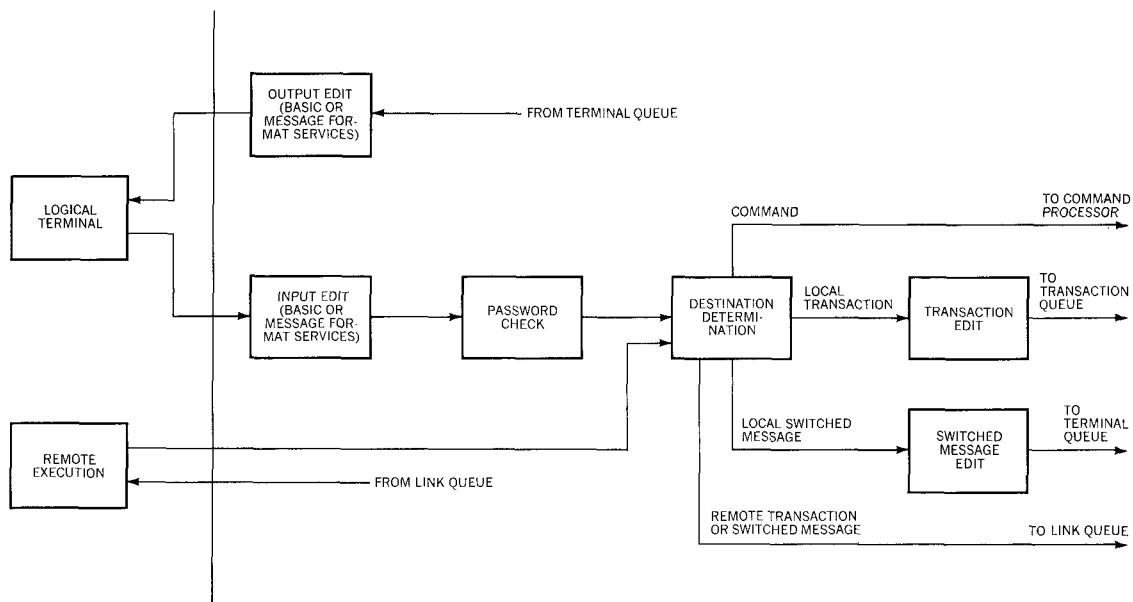 OUTPUT EDIT
(BASIC OR
MESSAGE FOR-
MAT SERVICES)
FROM TERMINAL QUEUE
LOGICAL
TERMINAL
COMMAND
TO COMMAND
PROCESSOR
INPUT EDIT
(BASIC OR
MESSAGE FOR-
MAT SERVICES)
PASSWORD
CHECK
DESTINATION
DETERMI-
NATION
LOCAL
TRANSACTION
TRANSACTION
EDIT
TO
TRANSACTION
QUEUE
REMOTE
EXECUTION
FROM LINK QUEUE
LOCAL SWITCHED
MESSAGE
SWITCHED
MESSAGE
EDIT
TO
TERMINAL
QUEUE
REMOTE TRANSACTION
OR SWITCHED MESSAGE
TO LINK QUEUE